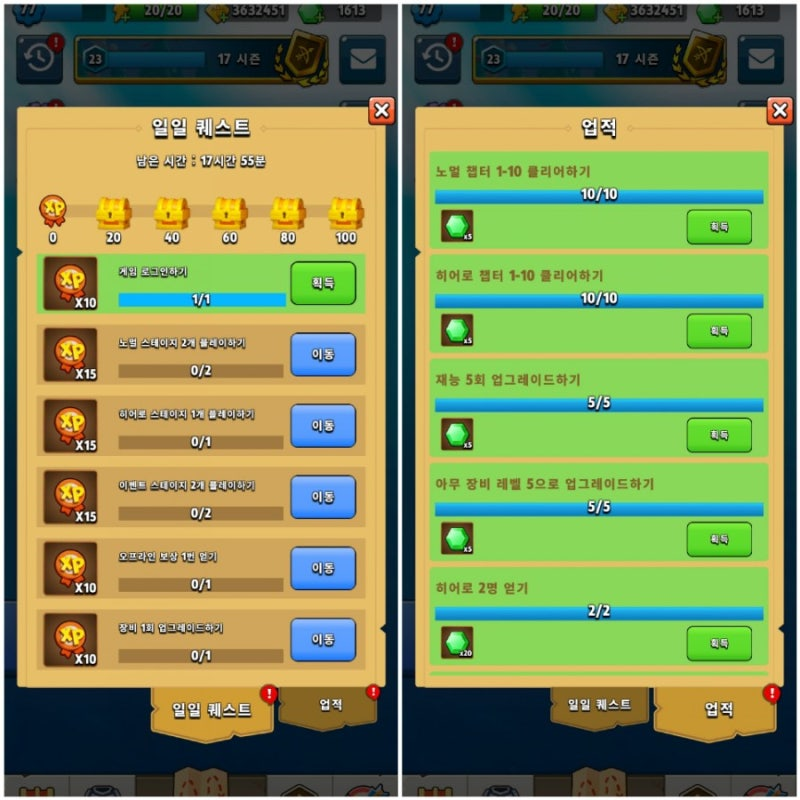 77
20/20
3632451
1613
23
17 시즌
일일 퀘스트
남은 시간 : 17시간 55분
XP
0
20
40
60
80
100
XP
X10
게임 로그인하기
1/1
획득
XP
X15
노멀 스테이지 2개 플레이하기
0/2
이동
XP
X15
히어로 스테이지 1개 플레이하기
0/1
이동
XP
X15
이벤트 스테이지 2개 플레이하기
0/2
이동
XP
X10
오프라인 보상 1번 얻기
0/1
이동
XP
X10
장비 1회 업그레이드하기
0/1
이동
일일 퀘스트
업적
77
20/20
3632451
1613
23
17 시즌
업적
노멀 챕터 1-10 클리어하기
10/10
x5
획득
히어로 챕터 1-10 클리어하기
10/10
x5
획득
재능 5회 업그레이드하기
5/5
x5
획득
아무 장비 레벨 5으로 업그레이드하기
5/5
x5
획득
히어로 2명 얻기
2/2
x20
획득
일일 퀘스트
업적